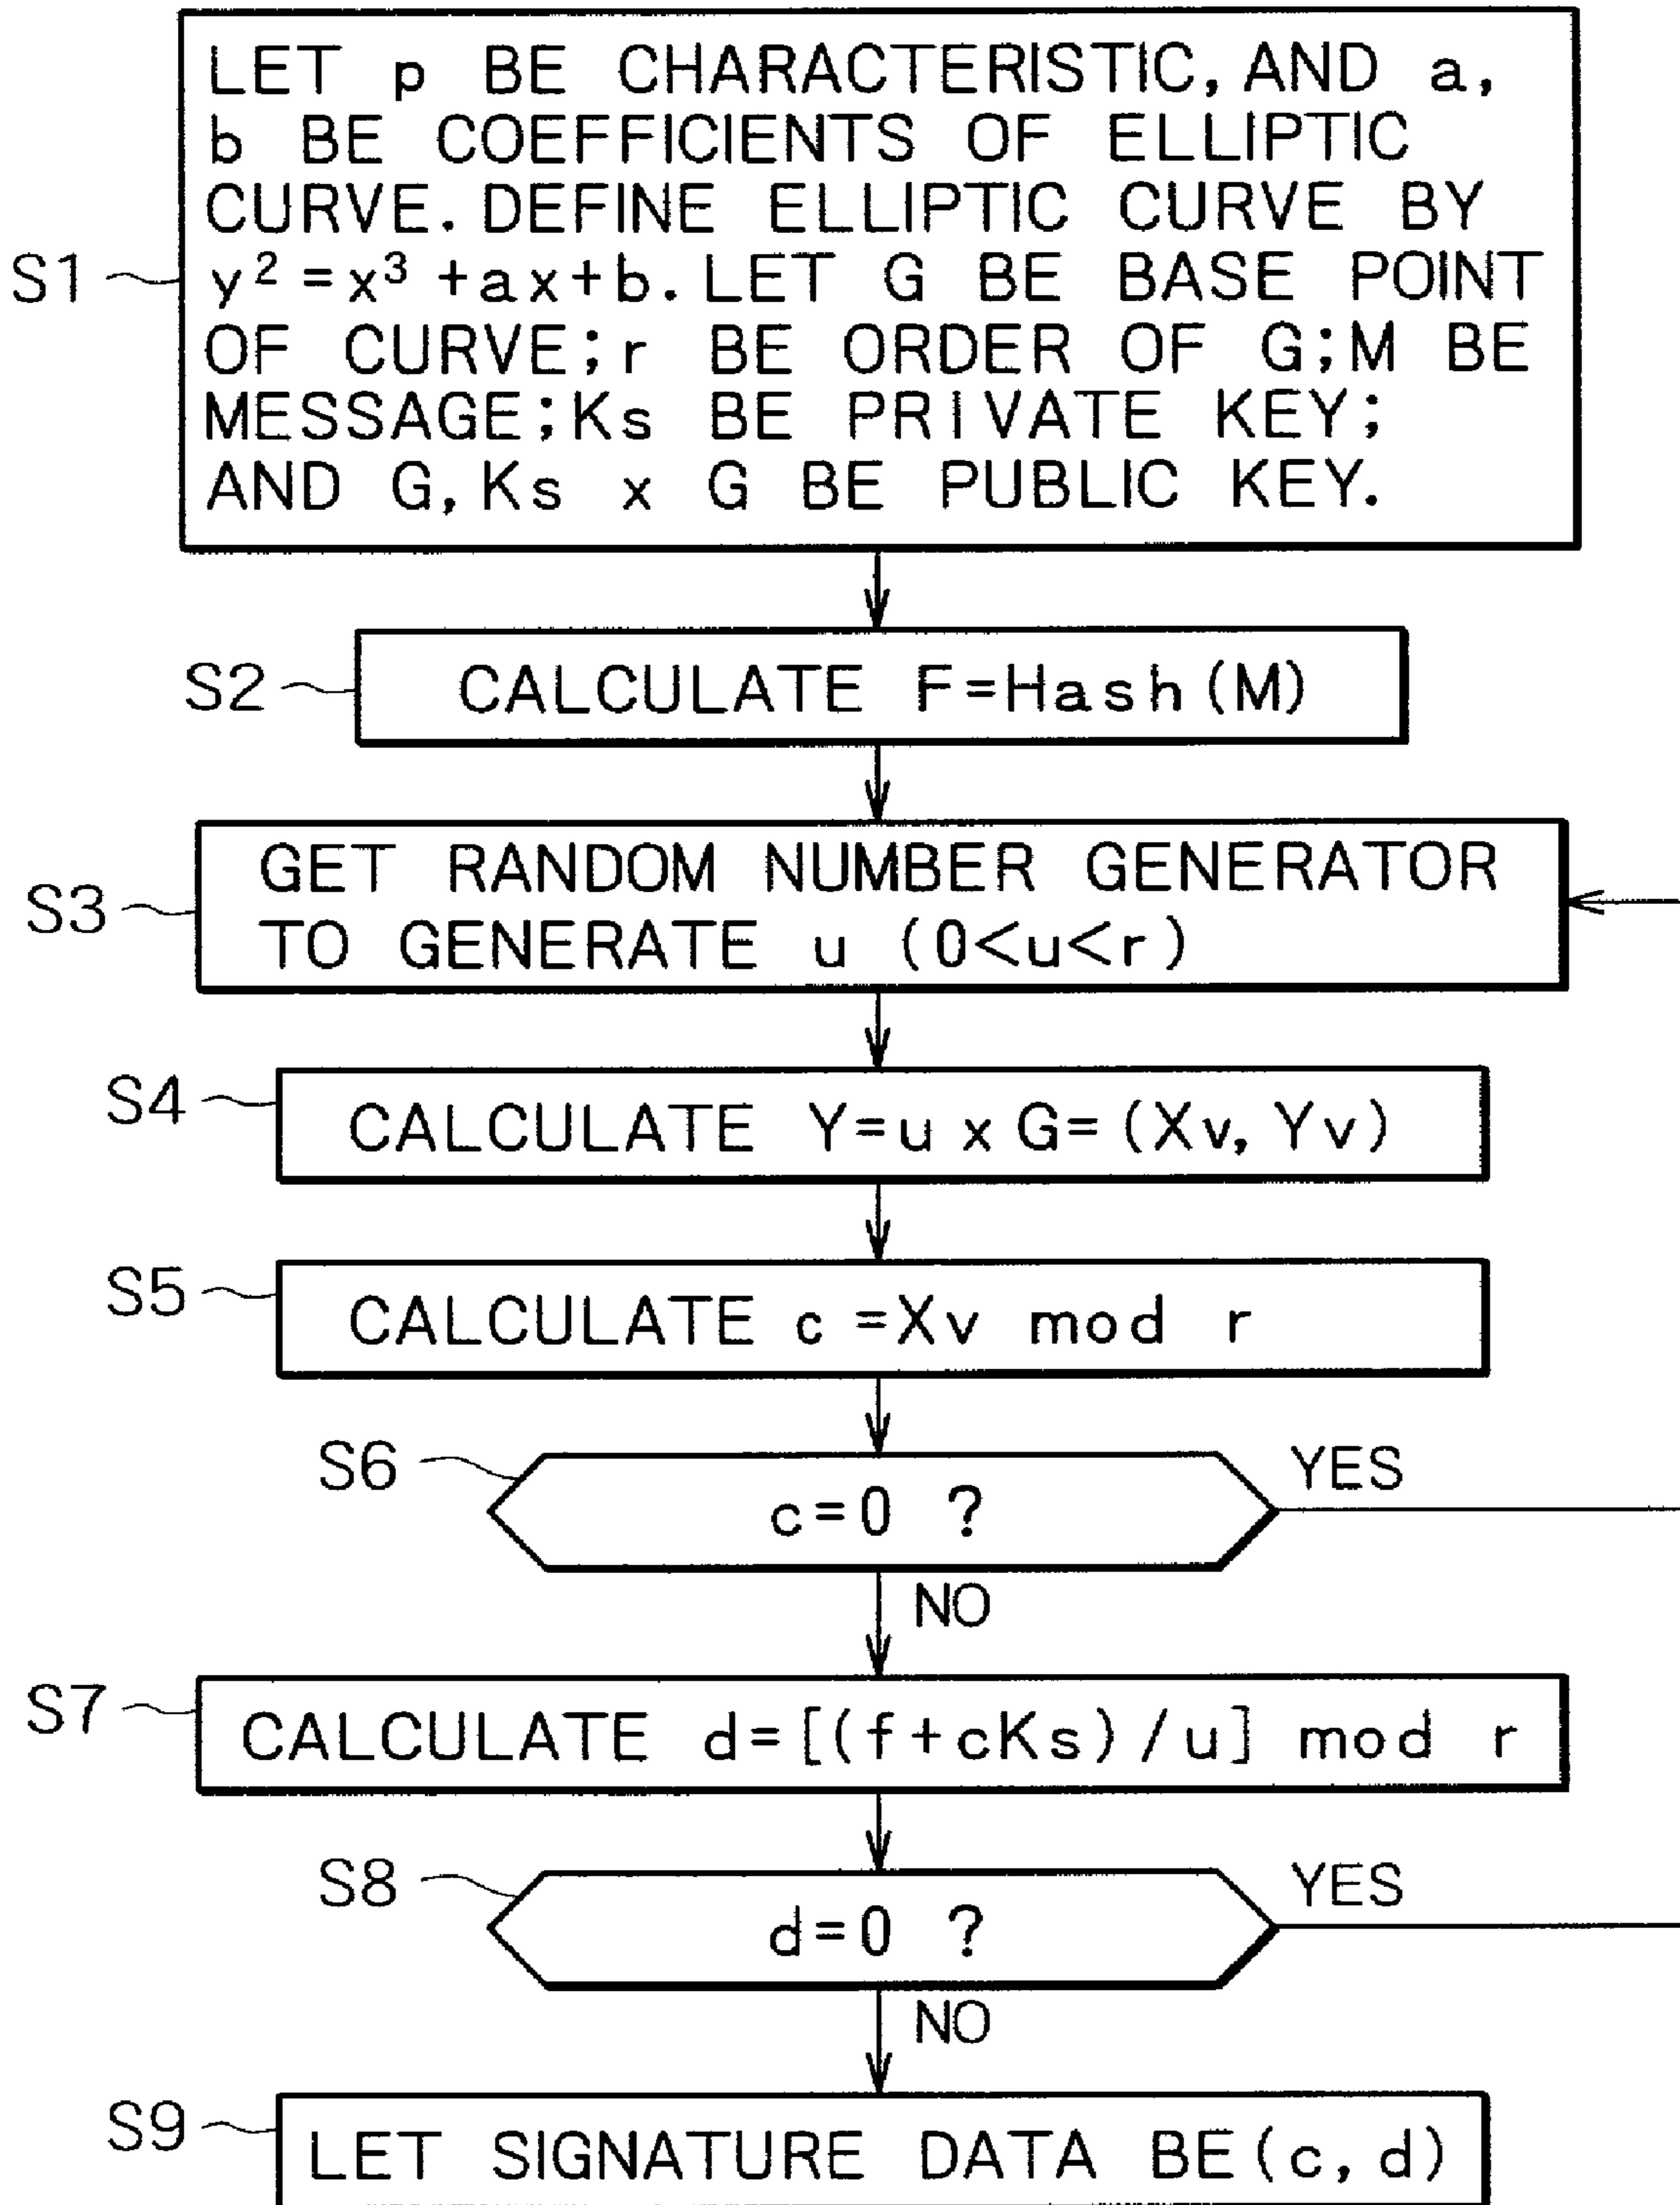 LET p BE CHARACTERISTIC, AND a,
b BE COEFFICIENTS OF ELLIPTIC
CURVE. DEFINE ELLIPTIC CURVE BY
S1
y² = x³ + ax + b. LET G BE BASE POINT
OF CURVE; r BE ORDER OF G; M BE
MESSAGE; Ks BE PRIVATE KEY;
AND G, Ks x G BE PUBLIC KEY.
S2
CALCULATE F=Hash (M)
S3
GET RANDOM NUMBER GENERATOR
TO GENERATE u (0<u<r)
S4
CALCULATE Y=u x G= (Xv, Yv)
S5
CALCULATE c =Xv mod r
S6
c=0 ?
YES
NO
S7
CALCULATE d=[(f+cKs)/u] mod r
S8
d=0 ?
YES
NO
S9
LET SIGNATURE DATA BE (c, d)